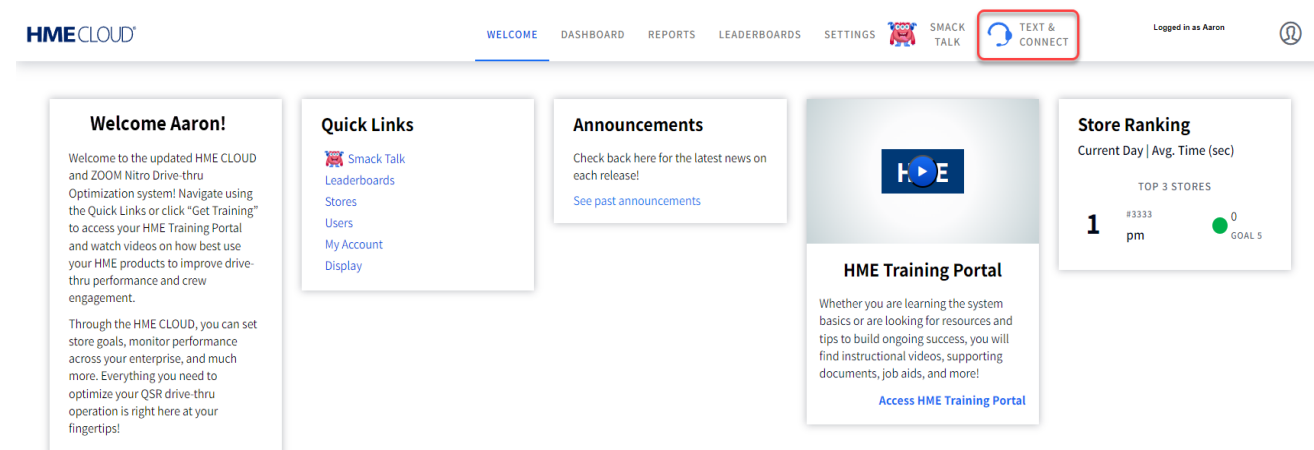 HME CLOUD®
WELCOME
DASHBOARD
REPORTS
LEADERBOARDS
SETTINGS
SMACK
TALK
TEXT &
CONNECT
Logged in as Aaron
Welcome Aaron!
Welcome to the updated HME CLOUD
and ZOOM Nitro Drive-thru
Optimization system! Navigate using
the Quick Links or click “Get Training”
to access your HME Training Portal
and watch videos on how best use
your HME products to improve drive-
thru performance and crew
engagement.
Through the HME CLOUD, you can set
store goals, monitor performance
across your enterprise, and much
more. Everything you need to
optimize your QSR drive-thru
operation is right here at your
fingertips!
Quick Links
Smack Talk
Leaderboards
Stores
Users
My Account
Display
Announcements
Check back here for the latest news on
each release!
See past announcements
HME Training Portal
Whether you are learning the system
basics or are looking for resources and
tips to build ongoing success, you will
find instructional videos, supporting
documents, job aids, and more!
Access HME Training Portal
Store Ranking
Current Day | Avg. Time (sec)
TOP 3 STORES
1
#3333
pm
0
GOAL 5